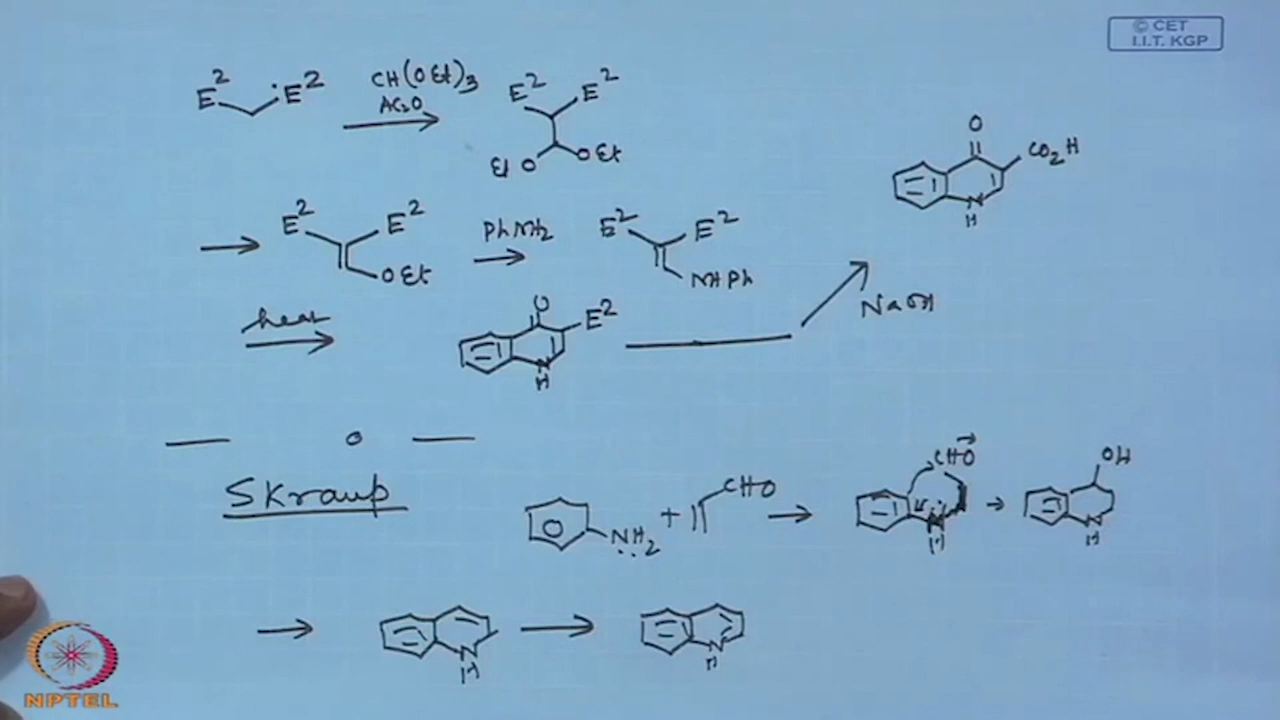 © CET
I.I.T. KGP
E² E² CH(OEt)₃ E² E²
Ac₂O
EtO OEt
O
CO₂H
N
H
E² E² PhNH₂ E² E²
OEt NHPh
NaOH
heat O E²
N
H
o
Skraup
NH₂ + CHO CHO OH
N N
H H
N N
H H
NPTEL